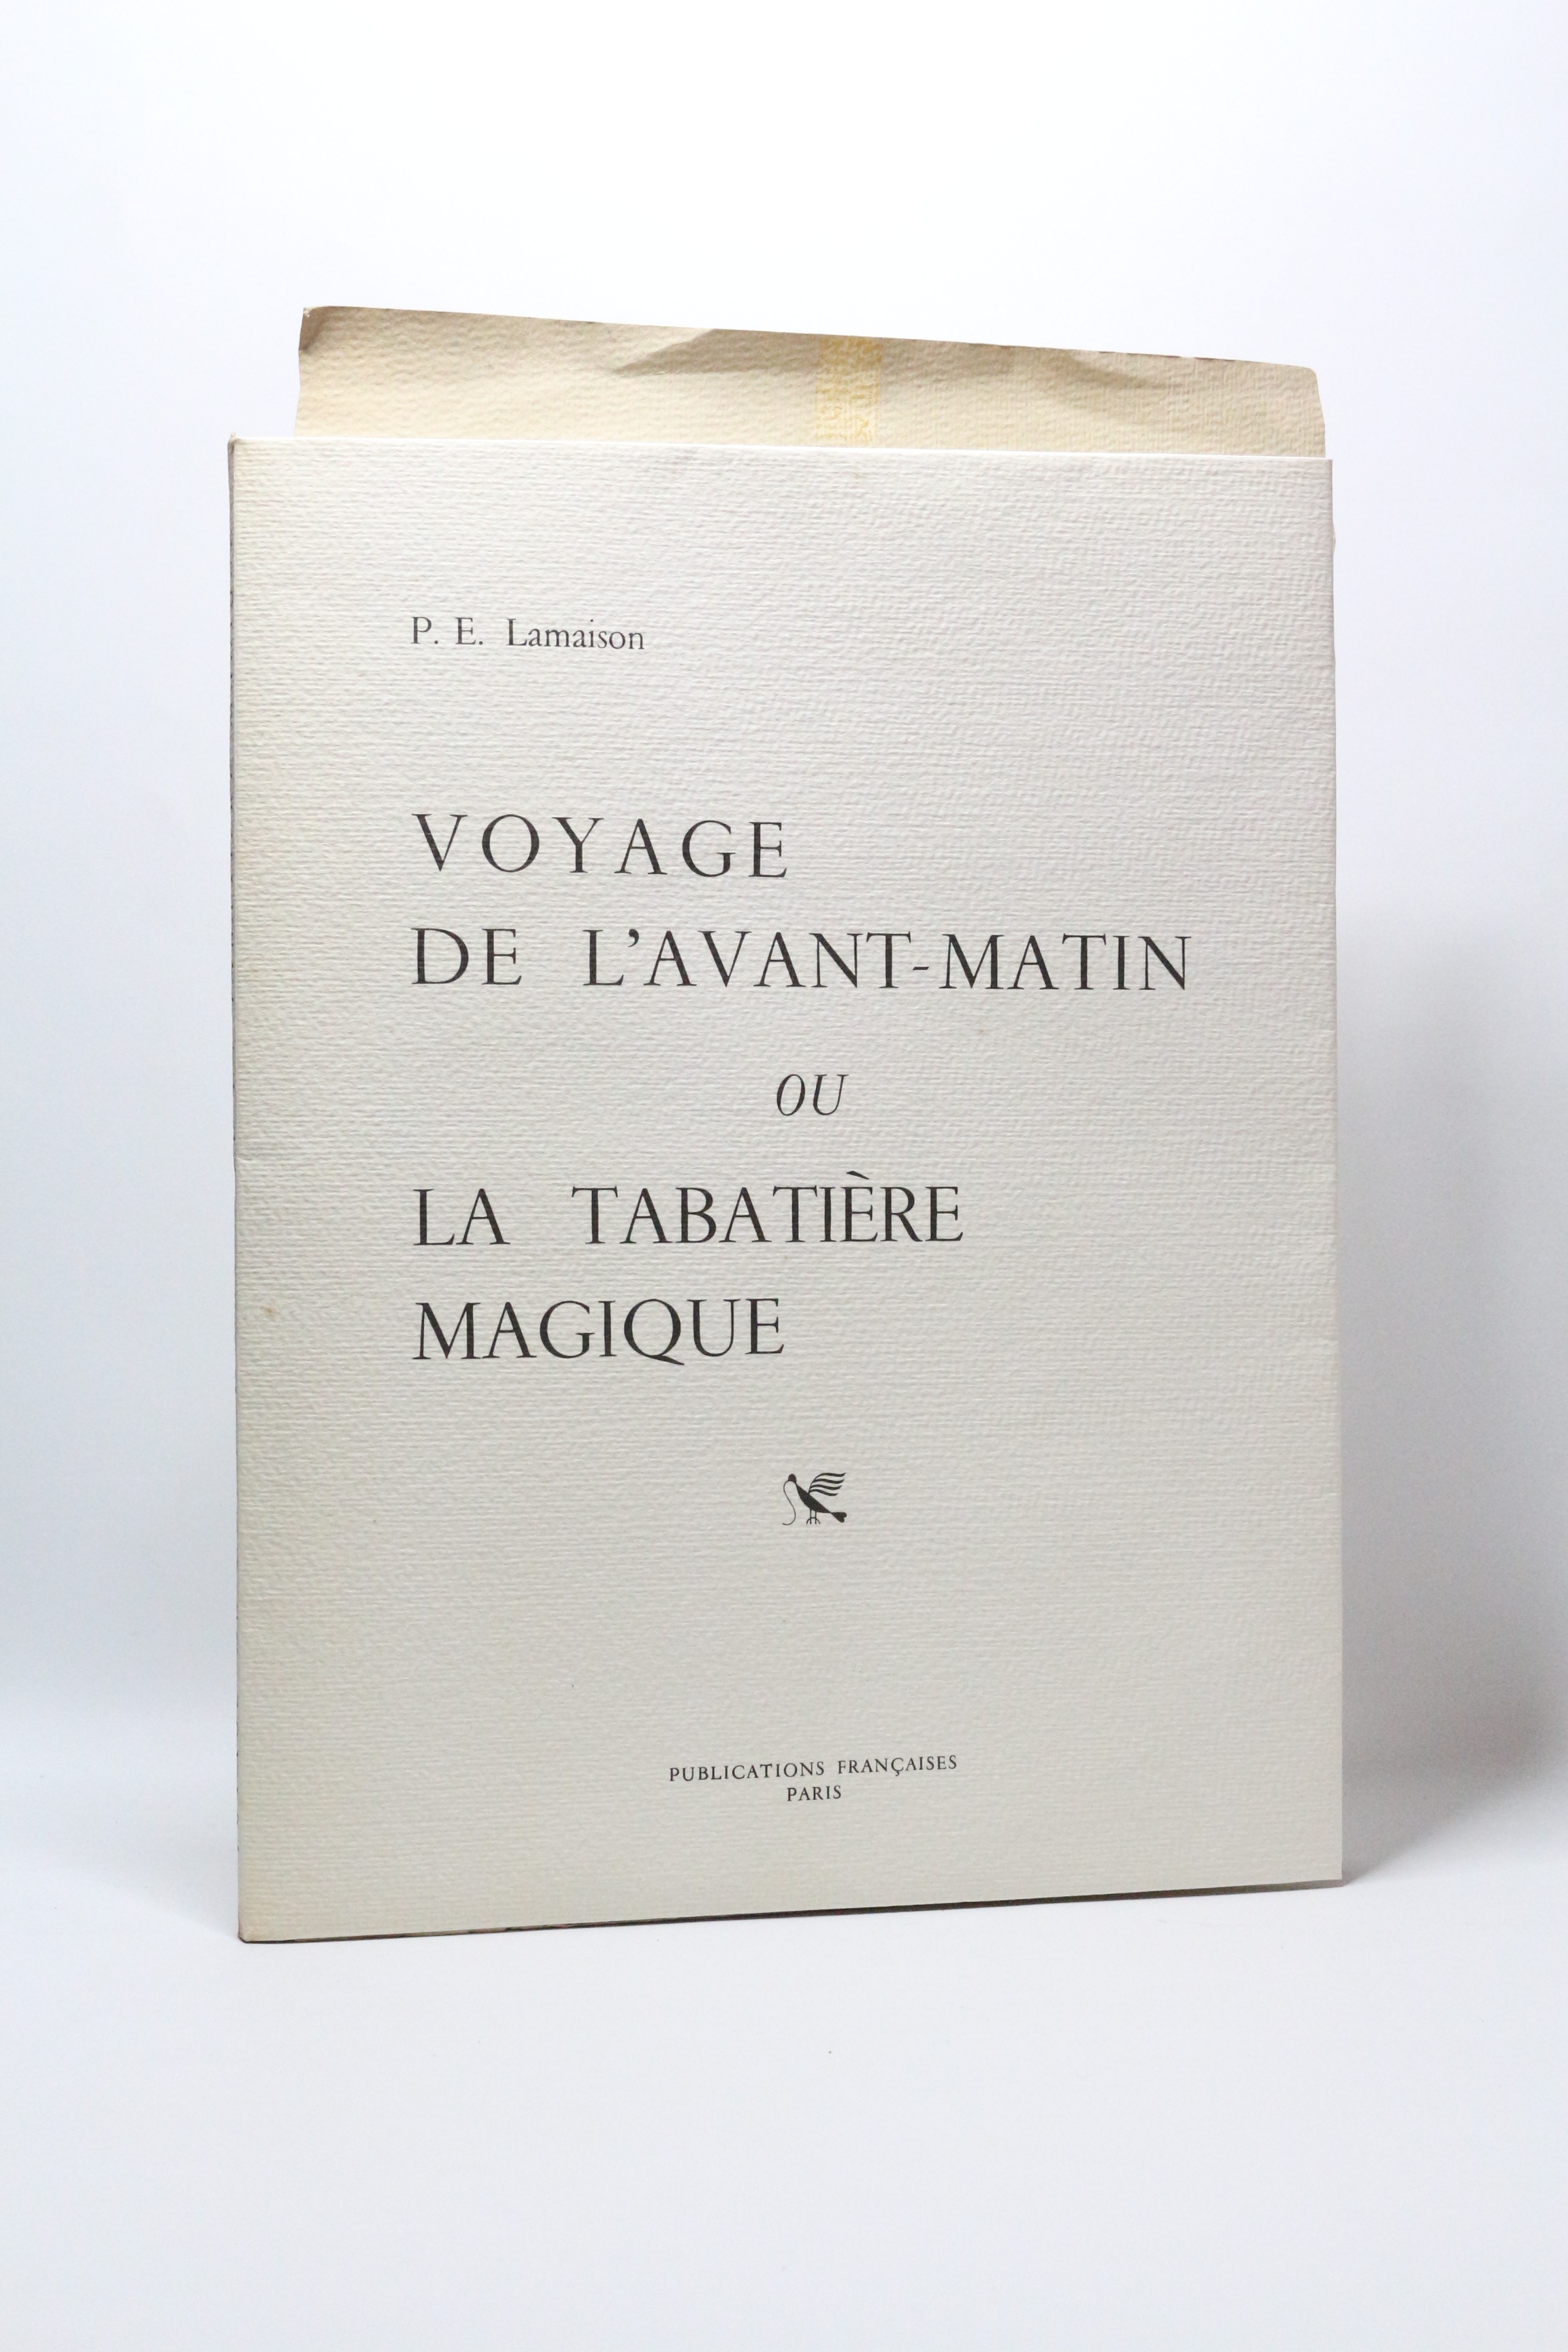 P. E. Lamaison
VOYAGE
DE L'AVANT-MATIN
OU
LA TABATIÈRE
MAGIQUE
PUBLICATIONS FRANÇAISES
PARIS